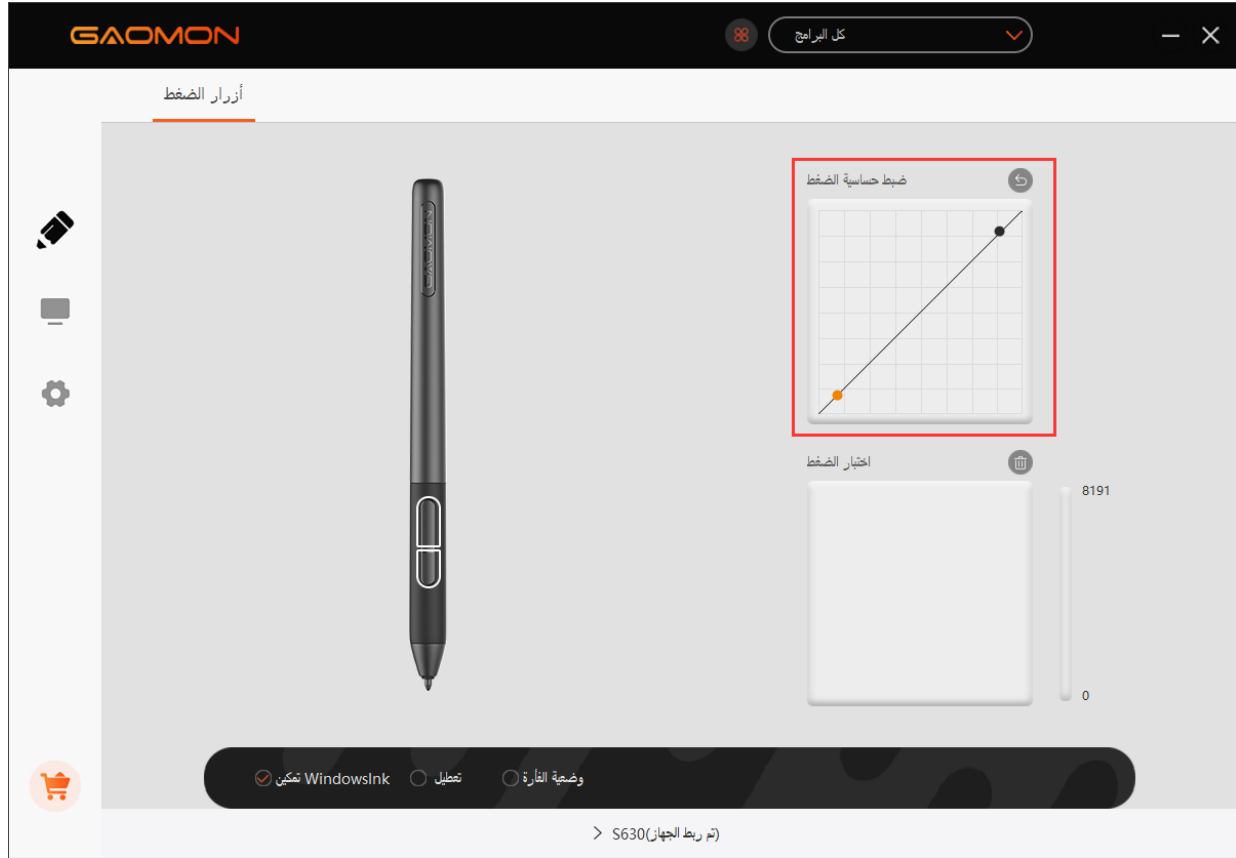 GAOMON
كل البرامج
أزرار الضغط
ضبط حساسية الضغط
GAOMON
اختبار الضغط
8191
0
تمكين WindowsInk
تعطيل
وضعية الفأرة
S630(تم ربط الجهاز)